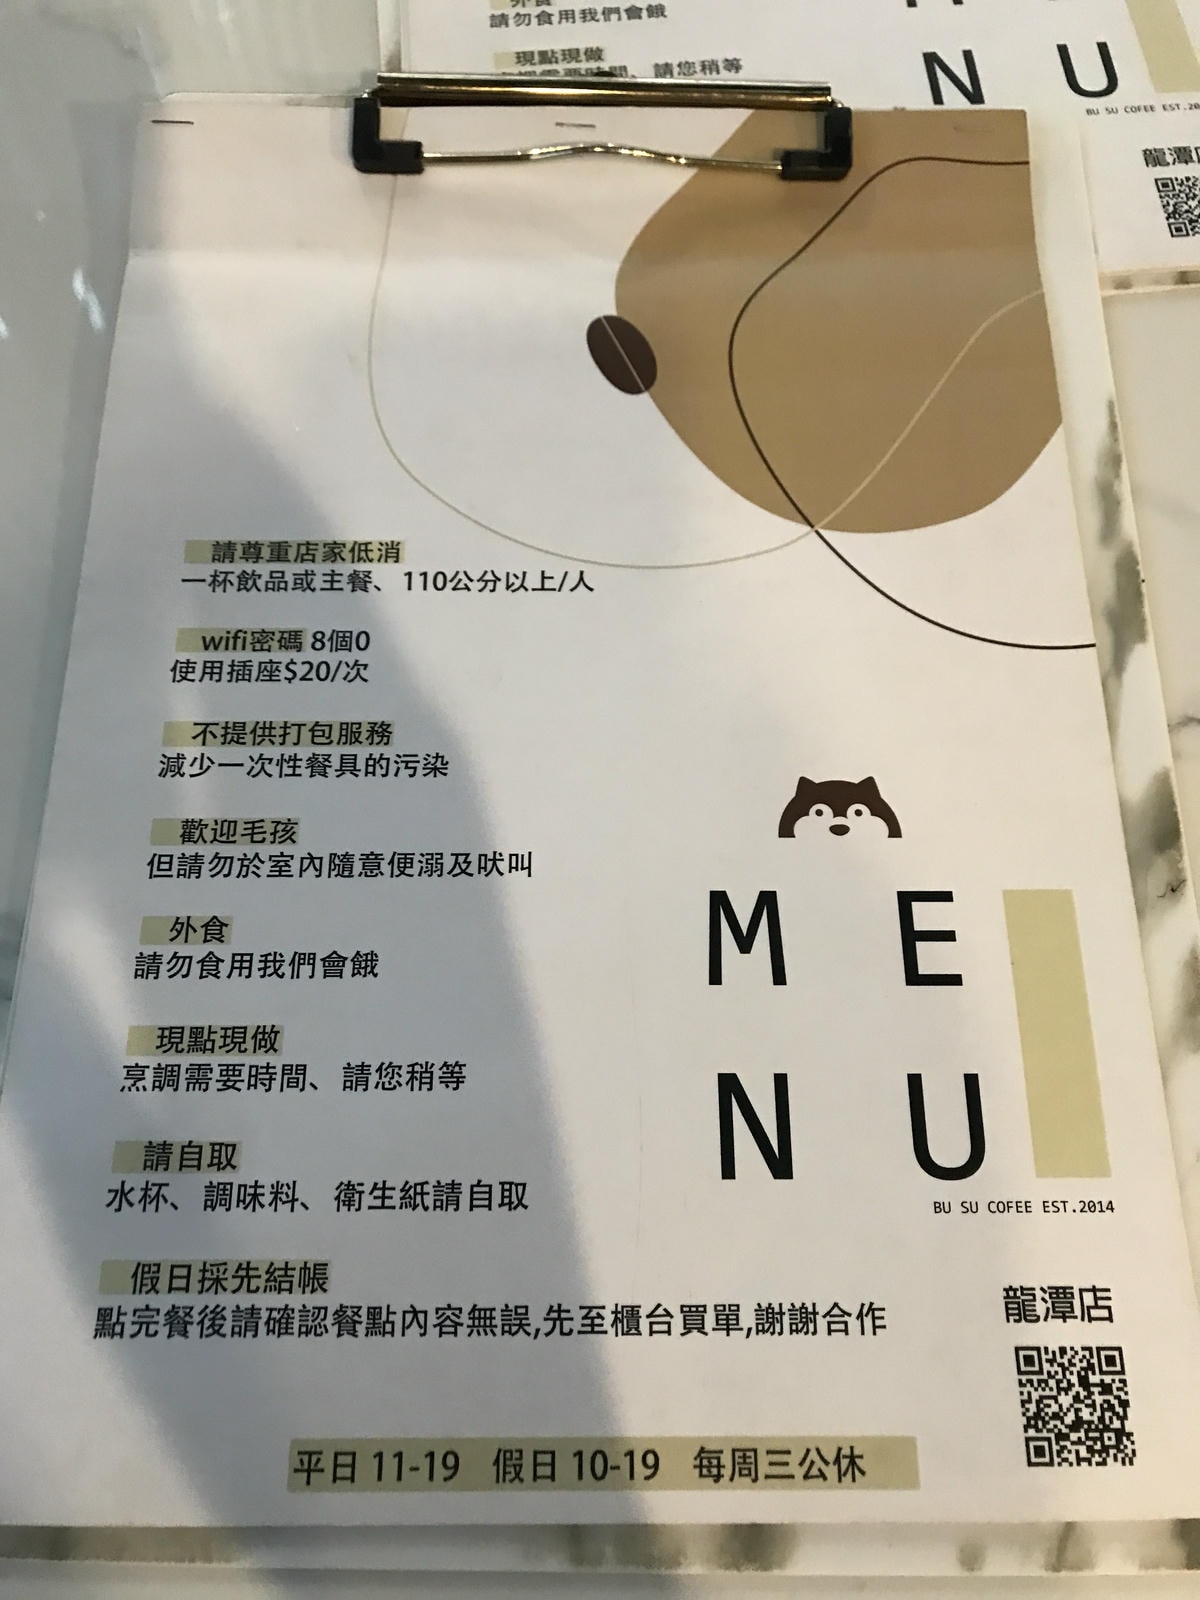 外食
請勿食用我們會餓
現點現做
請您稍等
N U
BU SU COFEE EST.20
龍潭店
請尊重店家低消
一杯飲品或主餐、110公分以上/人
wifi密碼 8個0
使用插座$20/次
不提供打包服務
減少一次性餐具的污染
歡迎毛孩
但請勿於室內隨意便溺及吠叫
外食
請勿食用我們會餓
現點現做
烹調需要時間、請您稍等
請自取
水杯、調味料、衛生紙請自取
假日採先結帳
點完餐後請確認餐點內容無誤,先至櫃台買單,謝謝合作
M E
N U
BU SU COFEE EST.2014
龍潭店
平日 11-19 假日 10-19 每周三公休